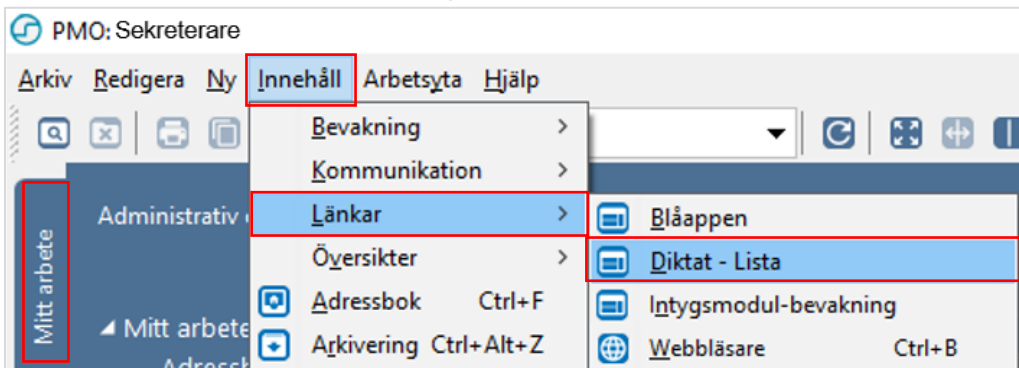 PMO: Sekreterare
Arkiv Redigera Ny Innehåll Arbetsyta Hjälp
Bevakning
Kommunikation
Länkar
Översikter
Adressbok Ctrl+F
Arkivering Ctrl+Alt+Z
Blåappen
Diktat - Lista
Intygsmodul-bevakning
Webbläsare Ctrl+B
Mitt arbete
Administrativ
Mitt arbete